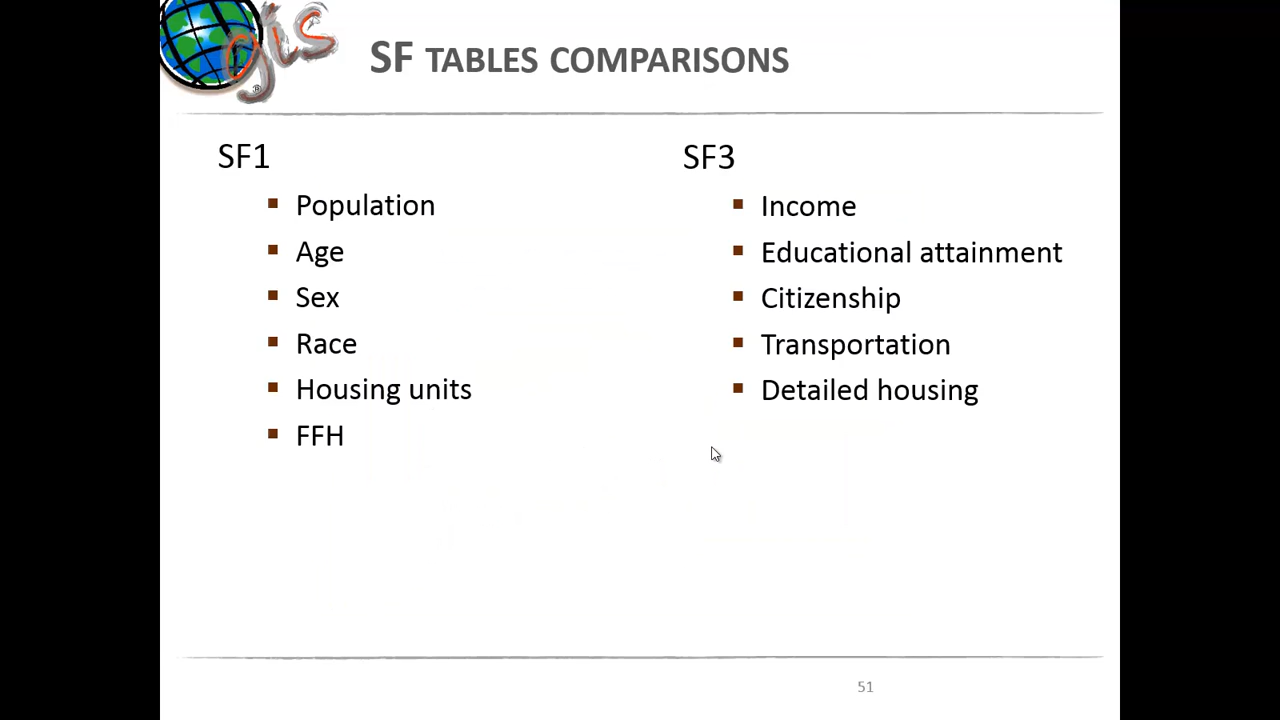 gis
®
SF TABLES COMPARISONS
SF1
Population
Age
Sex
Race
Housing units
FFH
SF3
Income
Educational attainment
Citizenship
Transportation
Detailed housing
51